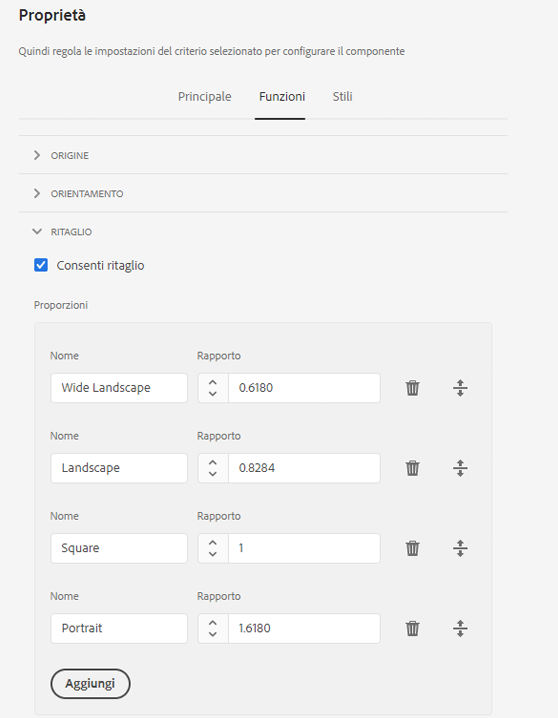 Proprietà
Quindi regola le impostazioni del criterio selezionato per configurare il componente
Principale Funzioni Stili
ORIGINE
ORIENTAMENTO
RITAGLIO
Consenti ritaglio
Proporzioni
Nome Rapporto
Wide Landscape 0.6180
Nome Rapporto
Landscape 0.8284
Nome Rapporto
Square 1
Nome Rapporto
Portrait 1.6180
Aggiungi